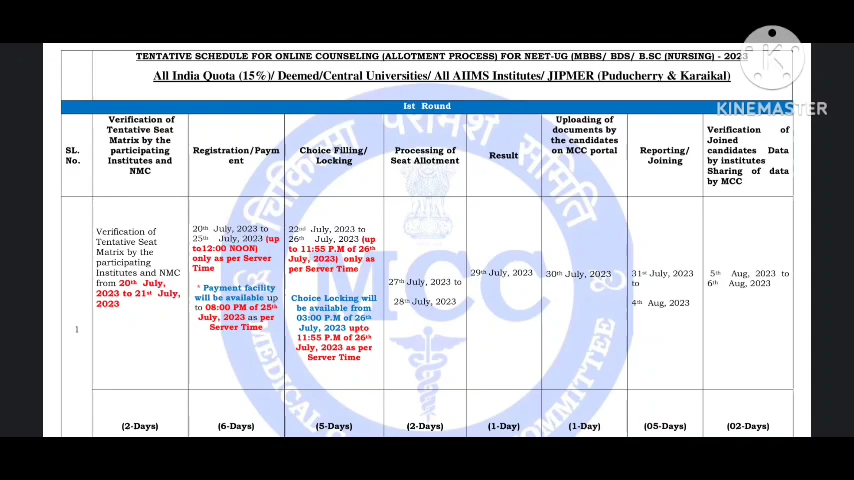 TENTATIVE SCHEDULE FOR ONLINE COUNSELING (ALLOTMENT PROCESS) FOR NEET-UG (MBBS/ BDS/ B.SC (NURSING) - 2023
All India Quota (15%)/ Deemed/Central Universities/ All AIIMS Institutes/ JIPMER (Puducherry & Karaikal)
KINEMASTER
Ist Round
SL.
No.
Verification of
Tentative Seat
Matrix by the
participating
Institutes and
NMC
Registration/Paym
ent
Choice Filling/
Locking
Processing of
Seat Allotment
Result
Uploading of
documents by
the candidates
on MCC portal
Reporting/
Joining
Verification of
Joined
candidates Data
by institutes
Sharing of data
by MCC
1
Verification of
Tentative Seat
Matrix by the
participating
Institutes and NMC
from 20th July,
2023 to 21st July,
2023
20th July, 2023 to
25th July, 2023 (up
to12:00 NOON)
only as per Server
Time
* Payment facility
will be available up
to 08:00 PM of 25th
July, 2023 as per
Server Time
22nd July, 2023 to
26th July, 2023 (up
to 11:55 P.M of 26th
July, 2023) only as
per Server Time
Choice Locking will
be available from
03:00 P.M of 26th
July, 2023 upto
11:55 P.M of 26th
July, 2023 as per
Server Time
27th July, 2023 to
28th July, 2023
29th July, 2023
30th July, 2023
31st July, 2023
to
4th Aug, 2023
5th Aug, 2023 to
6th Aug, 2023
(2-Days)
(6-Days)
(5-Days)
(2-Days)
(1-Day)
(1-Day)
(05-Days)
(02-Days)
चिकित्सा परामर्श समिति
MCC
MEDICAL
COMMITTEE